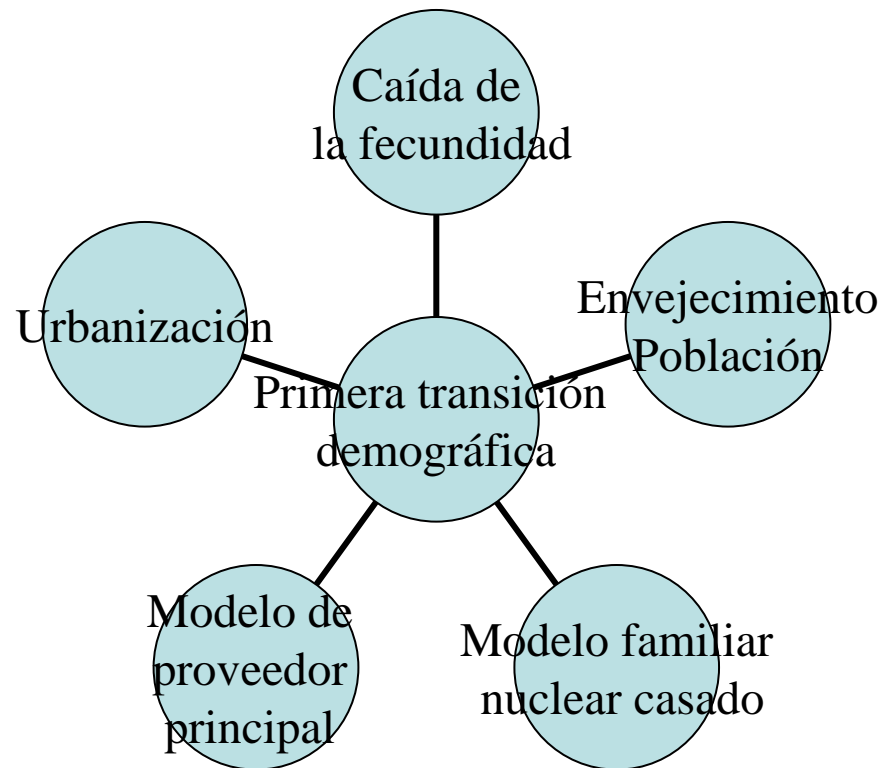 Caída de
la fecundidad
Urbanización
Envejecimiento
Población
Primera transición
demográfica
Modelo de
proveedor
principal
Modelo familiar
nuclear casado